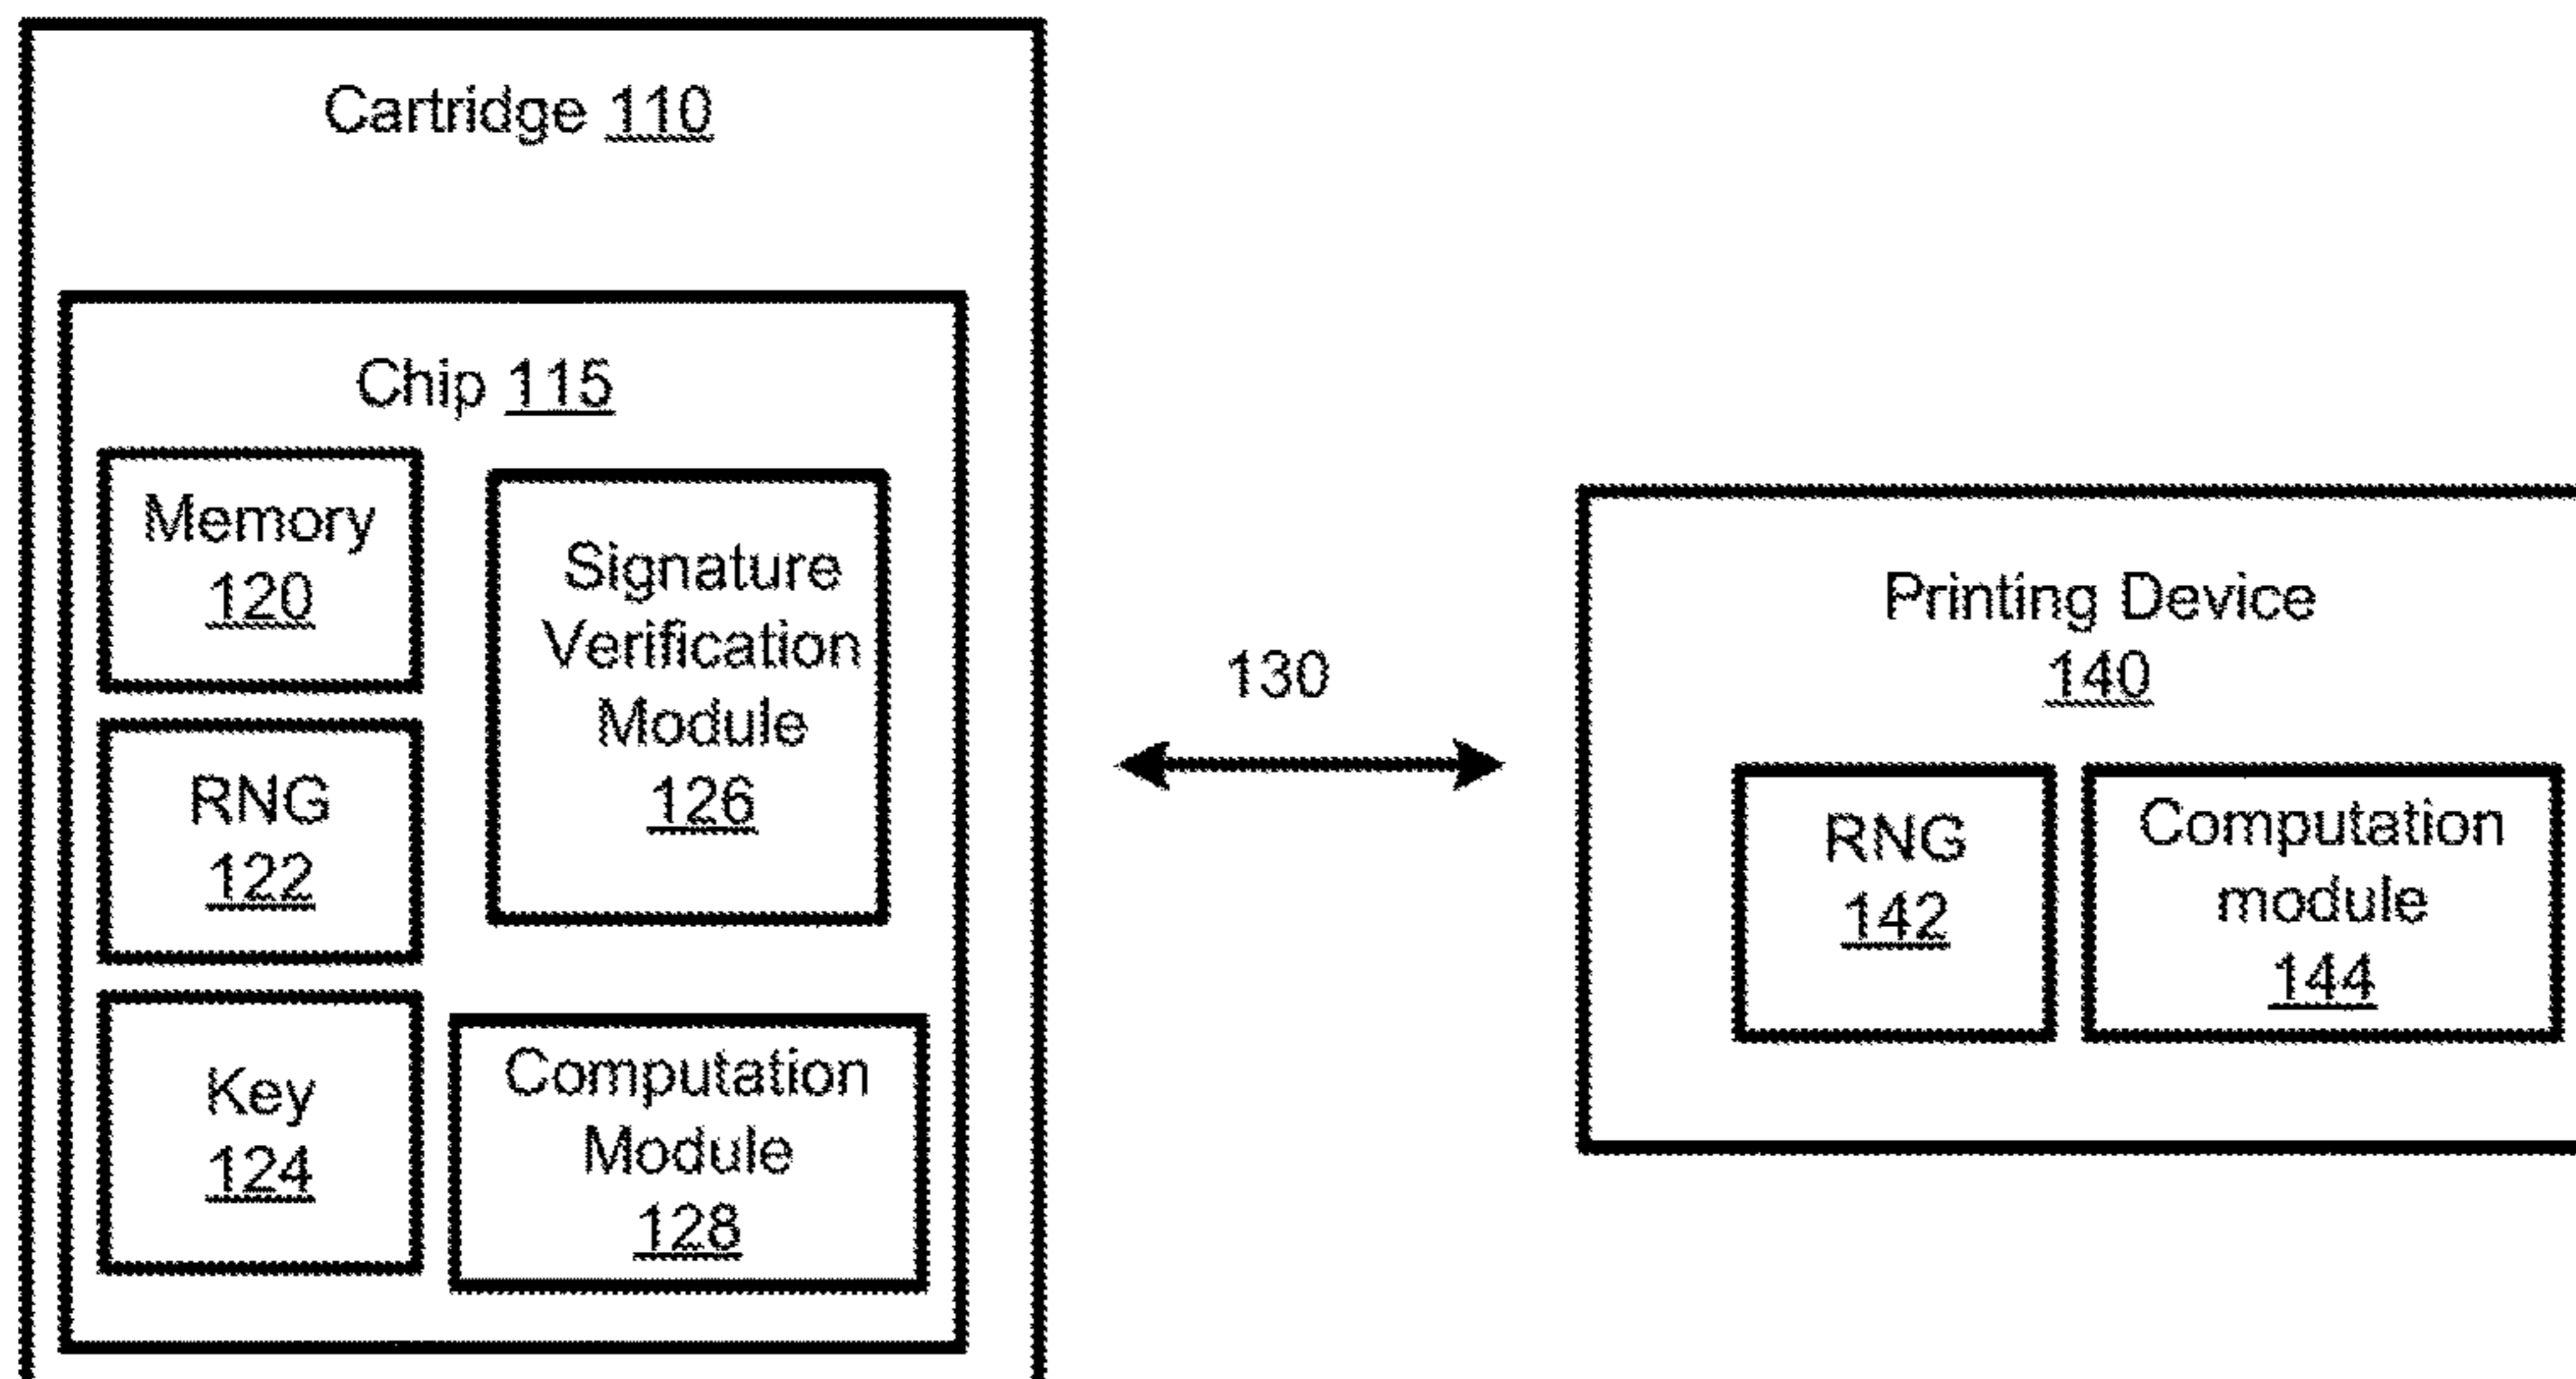 Cartridge 110
Chip 115
Memory
120
RNG
122
Key
124
Signature
Verification
Module
126
Computation
Module
128
130
Printing Device
140
RNG
142
Computation
module
144